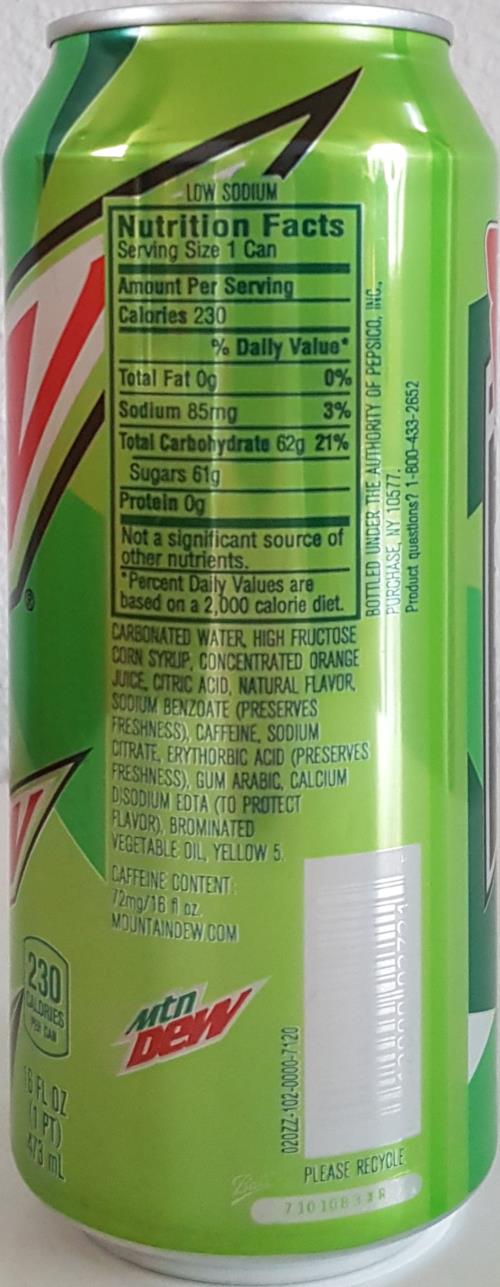 LOW SODIUM
Nutrition Facts
Serving Size 1 Can
Amount Per Serving
Calories 230
% Daily Value*
Total Fat 0g 0%
Sodium 85mg 3%
Total Carbohydrate 62g 21%
Sugars 61g
Protein 0g
Not a significant source of
other nutrients.
*Percent Daily Values are
based on a 2,000 calorie diet.
BOTTLED UNDER THE AUTHORITY OF PEPSICO, INC.,
PURCHASE, NY 10577.
Product questions? 1-800-433-2652
CARBONATED WATER, HIGH FRUCTOSE
CORN SYRUP, CONCENTRATED ORANGE
JUICE, CITRIC ACID, NATURAL FLAVOR,
SODIUM BENZOATE (PRESERVES
FRESHNESS), CAFFEINE, SODIUM
CITRATE, ERYTHORBIC ACID (PRESERVES
FRESHNESS), GUM ARABIC, CALCIUM
DISODIUM EDTA (TO PROTECT
FLAVOR), BROMINATED
VEGETABLE OIL, YELLOW 5.
CAFFEINE CONTENT:
72mg/16 fl oz.
MOUNTAINDEW.COM
230
CALORIES
PER CAN
16 FL OZ
(1 PT)
473 mL
mtn
DEW
®
020ZZ-102-0000-7120
PLEASE RECYCLE
Ball